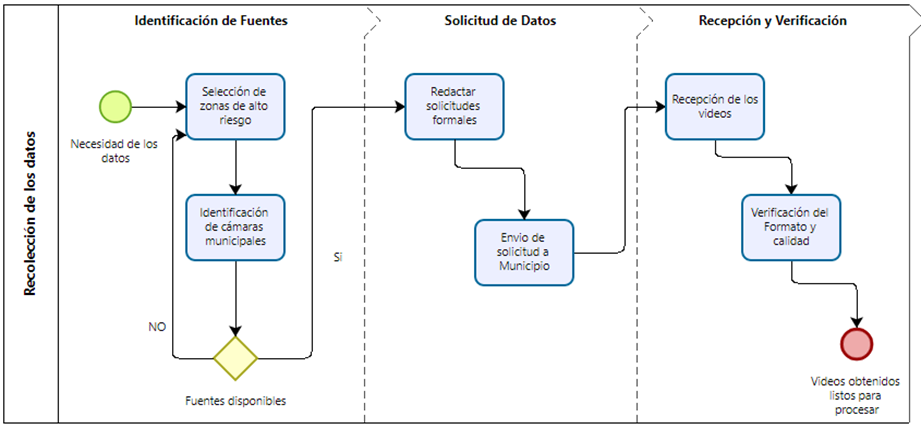 Identificación de Fuentes
Solicitud de Datos
Recepción y Verificación
Recolección de los datos
Necesidad de los
datos
Selección de
zonas de alto
riesgo
Identificación
de cámaras
municipales
NO
Fuentes disponibles
Sí
Redactar
solicitudes
formales
Envio de
solicitud a
Municipio
Recepción de los
videos
Verificación del
Formato y
calidad
Videos obtenidos
listos para
procesar